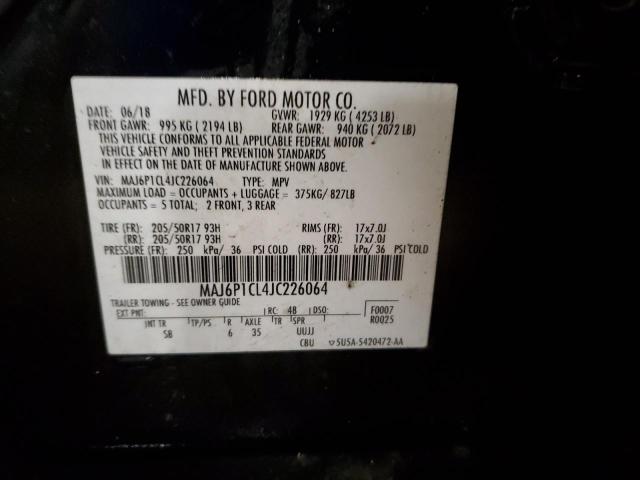 MFD. BY FORD MOTOR CO.
DATE: 06/18 GVWR: 1929 KG ( 4253 LB)
FRONT GAWR: 995 KG ( 2194 LB) REAR GAWR: 940 KG ( 2072 LB)
THIS VEHICLE CONFORMS TO ALL APPLICABLE FEDERAL MOTOR
VEHICLE SAFETY AND THEFT PREVENTION STANDARDS
IN EFFECT ON THE DATE OF MANUFACTURE SHOWN ABOVE.
VIN: MAJ6P1CL4JC226064 TYPE: MPV
MAXIMUM LOAD = OCCUPANTS + LUGGAGE = 375KG/ 827LB
OCCUPANTS = 5 TOTAL; 2 FRONT, 3 REAR
TIRE (FR): 205/50R17 93H RIMS (FR): 17x7.0J
(RR): 205/50R17 93H (RR): 17x7.0J
PRESSURE (FR): 250 kPa/ 36 PSI COLD (RR): 250 kPa/ 36 PSI COLD
MAJ6P1CL4JC226064
TRAILER TOWING - SEE OWNER GUIDE
EXT PNT: RC: 48 DSO: F0007
R0025
INT TR TP/PS R AXLE TR SPR
SB 6 35 UUJJ
CBU 5U5A-5420472-AA